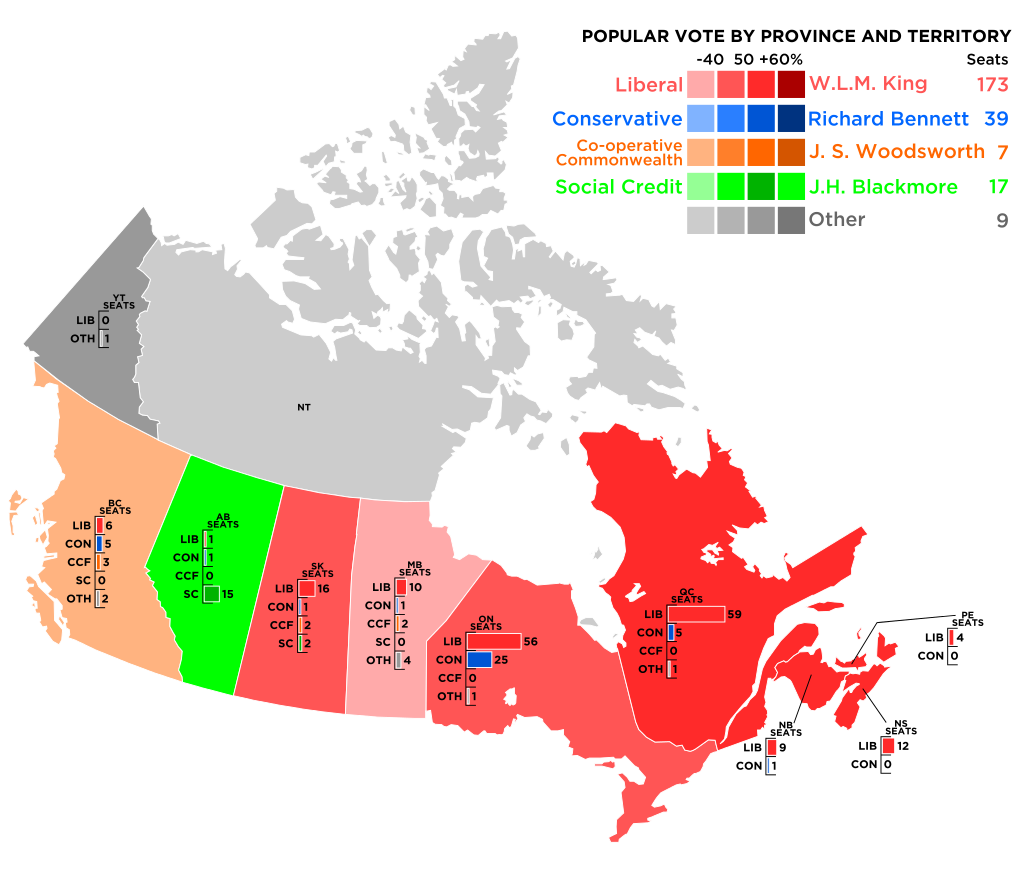 POPULAR VOTE BY PROVINCE AND TERRITORY
-40 50 +60% Seats
Liberal W.L.M. King 173
Conservative Richard Bennett 39
Co-operative
Commonwealth J. S. Woodsworth 7
Social Credit J.H. Blackmore 17
Other 9
YT
SEATS
LIB 0
OTH 1
NT
BC
SEATS
LIB 6
CON 5
CCF 3
SC 0
OTH 2
AB
SEATS
LIB 1
CON 1
CCF 0
SC 15
SK
SEATS
LIB 16
CON 1
CCF 2
SC 2
MB
SEATS
LIB 10
CON 1
CCF 2
SC 0
OTH 4
ON
SEATS
LIB 56
CON 25
CCF 0
OTH 1
QC
SEATS
LIB 59
CON 5
CCF 0
OTH 1
PE
SEATS
LIB 4
CON 0
NB
SEATS
LIB 9
CON 1
NS
SEATS
LIB 12
CON 0